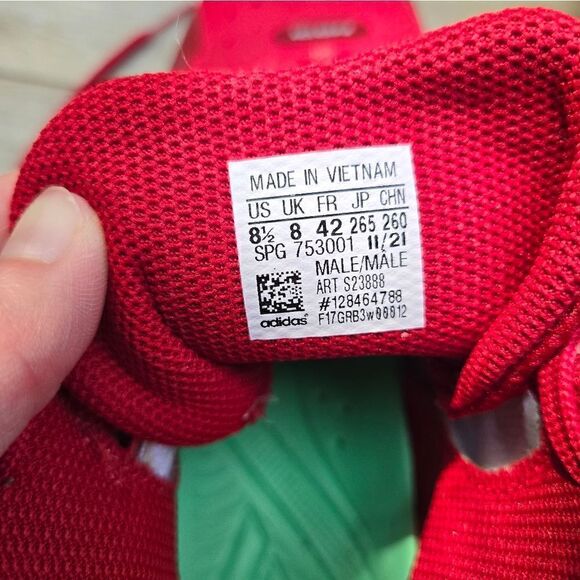 MADE IN VIETNAM
US UK FR JP CHN
8½ 8 42 265 260
SPG 753001 11/21
MALE/MÂLE
ART S23888
#128464788
adidas F17GRB3w00012